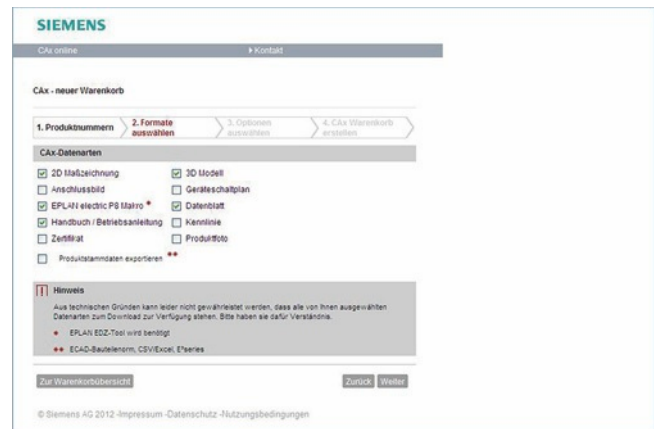 SIEMENS
CAx online Kontakt
CAx - neuer Warenkorb
1. Produktnummern 2. Formate auswählen 3. Optionen auswählen 4. CAx Warenkorb erstellen
CAx-Datenarten
2D Maßzeichnung 3D Modell
Anschlussbild Geräteschaltplan
EPLAN electric P8 Makro * Datenblatt
Handbuch / Betriebsanleitung Kennlinie
Zertifikat Produktfoto
Produktstammdaten exportieren **
! Hinweis
Aus technischen Gründen kann leider nicht gewährleistet werden, dass alle von Ihnen ausgewählten
Datenarten zum Download zur Verfügung stehen. Bitte haben sie dafür Verständnis.
* EPLAN EDZ-Tool wird benötigt
** ECAD-Bauteilenorm, CSV/Excel, E³series
Zur Warenkorbübersicht Zurück Weiter
© Siemens AG 2012 -Impressum -Datenschutz -Nutzungsbedingungen